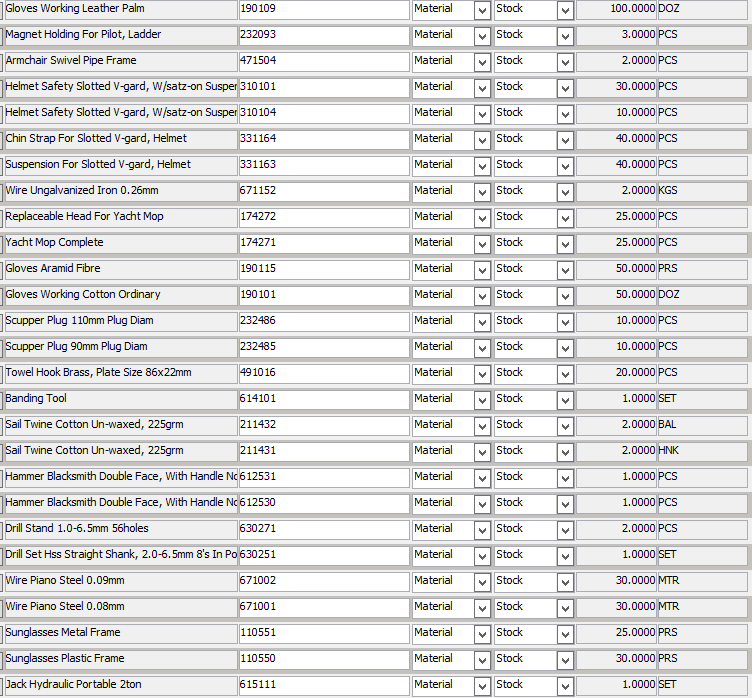 Gloves Working Leather Palm 190109 Material Stock 100.0000 DOZ
Magnet Holding For Pilot, Ladder 232093 Material Stock 3.0000 PCS
Armchair Swivel Pipe Frame 471504 Material Stock 2.0000 PCS
Helmet Safety Slotted V-gard, W/satz-on Susper 310101 Material Stock 30.0000 PCS
Helmet Safety Slotted V-gard, W/satz-on Susper 310104 Material Stock 10.0000 PCS
Chin Strap For Slotted V-gard, Helmet 331164 Material Stock 40.0000 PCS
Suspension For Slotted V-gard, Helmet 331163 Material Stock 40.0000 PCS
Wire Ungalvanized Iron 0.26mm 671152 Material Stock 2.0000 KGS
Replaceable Head For Yacht Mop 174272 Material Stock 25.0000 PCS
Yacht Mop Complete 174271 Material Stock 25.0000 PCS
Gloves Aramid Fibre 190115 Material Stock 50.0000 PRS
Gloves Working Cotton Ordinary 190101 Material Stock 50.0000 DOZ
Scupper Plug 110mm Plug Diam 232486 Material Stock 10.0000 PCS
Scupper Plug 90mm Plug Diam 232485 Material Stock 10.0000 PCS
Towel Hook Brass, Plate Size 86x22mm 491016 Material Stock 20.0000 PCS
Banding Tool 614101 Material Stock 1.0000 SET
Sail Twine Cotton Un-waxed, 225grm 211432 Material Stock 2.0000 BAL
Sail Twine Cotton Un-waxed, 225grm 211431 Material Stock 2.0000 HNK
Hammer Blacksmith Double Face, With Handle No 612531 Material Stock 1.0000 PCS
Hammer Blacksmith Double Face, With Handle No 612530 Material Stock 1.0000 PCS
Drill Stand 1.0-6.5mm 56holes 630271 Material Stock 2.0000 PCS
Drill Set Hss Straight Shank, 2.0-6.5mm 8's In Po 630251 Material Stock 1.0000 SET
Wire Piano Steel 0.09mm 671002 Material Stock 30.0000 MTR
Wire Piano Steel 0.08mm 671001 Material Stock 30.0000 MTR
Sunglasses Metal Frame 110551 Material Stock 25.0000 PRS
Sunglasses Plastic Frame 110550 Material Stock 30.0000 PRS
Jack Hydraulic Portable 2ton 615111 Material Stock 1.0000 SET